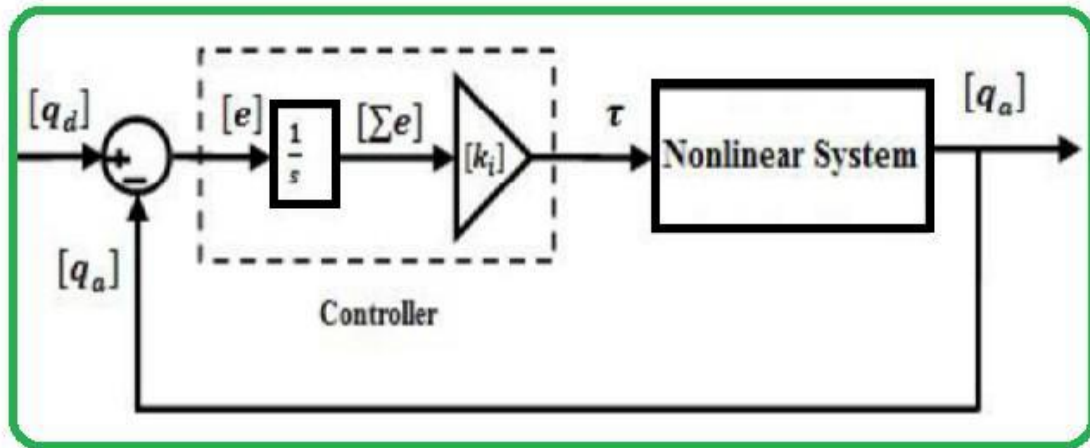 [q_d]
+
−
[e]
1/s
[∑e]
[k_i]
τ
Nonlinear System
[q_a]
[q_a]
Controller